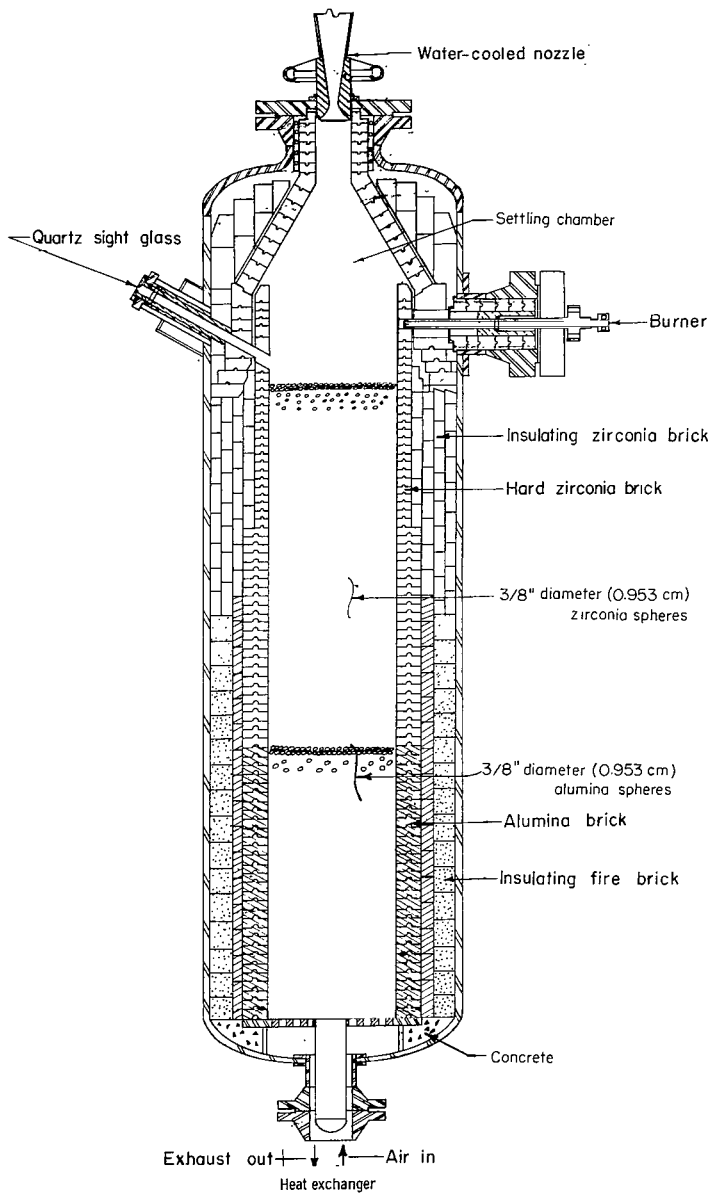 Water-cooled nozzle
Settling chamber
Quartz sight glass
Burner
Insulating zirconia brick
Hard zirconia brick
3/8" diameter (0.953 cm)
zirconia spheres
3/8" diameter (0.953 cm)
alumina spheres
Alumina brick
Insulating fire brick
Concrete
Exhaust out
Air in
Heat exchanger